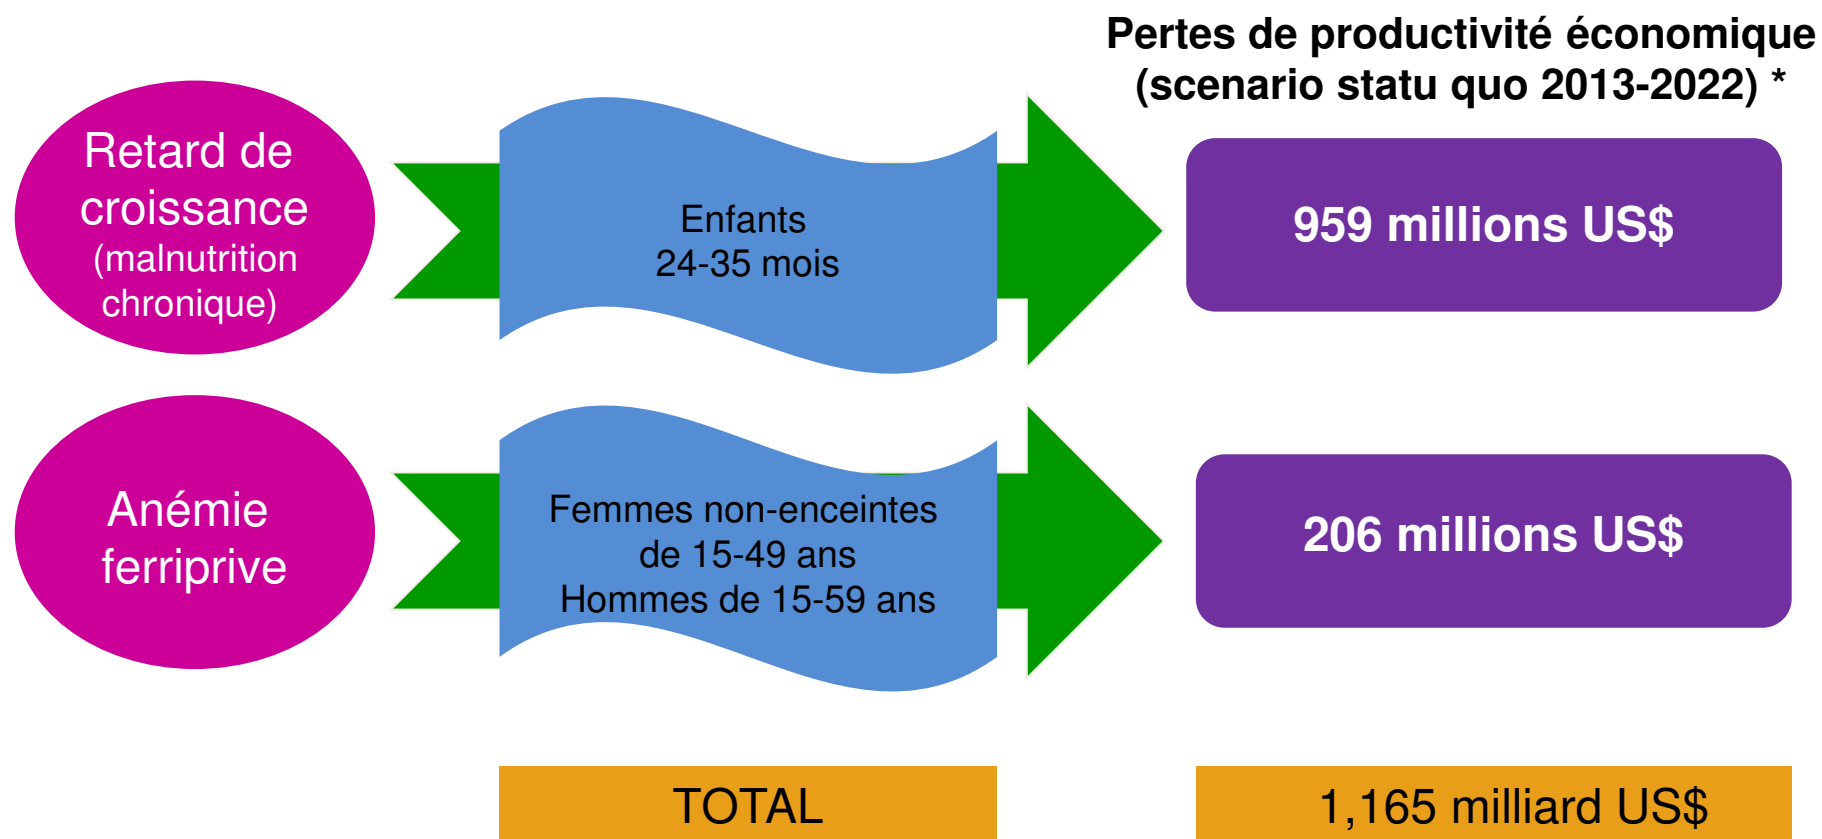 Pertes de productivité économique
(scenario statu quo 2013-2022) *
Retard de
croissance
(malnutrition
chronique)
Enfants
24-35 mois
959 millions US$
Anémie
ferriprive
Femmes non-enceintes
de 15-49 ans
Hommes de 15-59 ans
206 millions US$
TOTAL
1,165 milliard US$